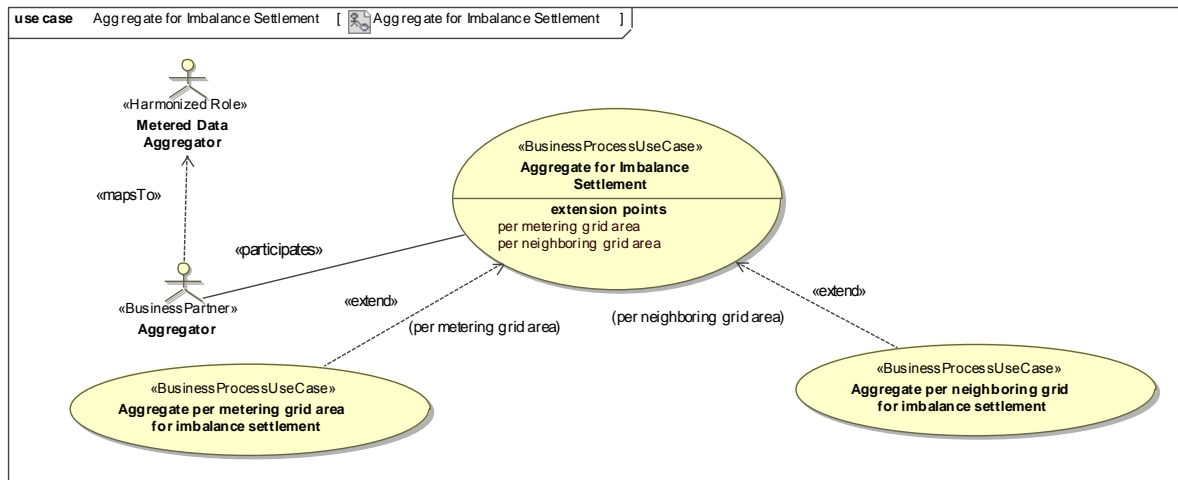 use case Aggregate for Imbalance Settlement [ Aggregate for Imbalance Settlement ]
«Harmonized Role»
Metered Data
Aggregator
«mapsTo»
«BusinessPartner»
Aggregator
«participates»
«BusinessProcessUseCase»
Aggregate for Imbalance
Settlement
extension points
per metering grid area
per neighboring grid area
«extend»
(per metering grid area)
«extend»
(per neighboring grid area)
«BusinessProcessUseCase»
Aggregate per metering grid area
for imbalance settlement
«BusinessProcessUseCase»
Aggregate per neighboring grid
for imbalance settlement